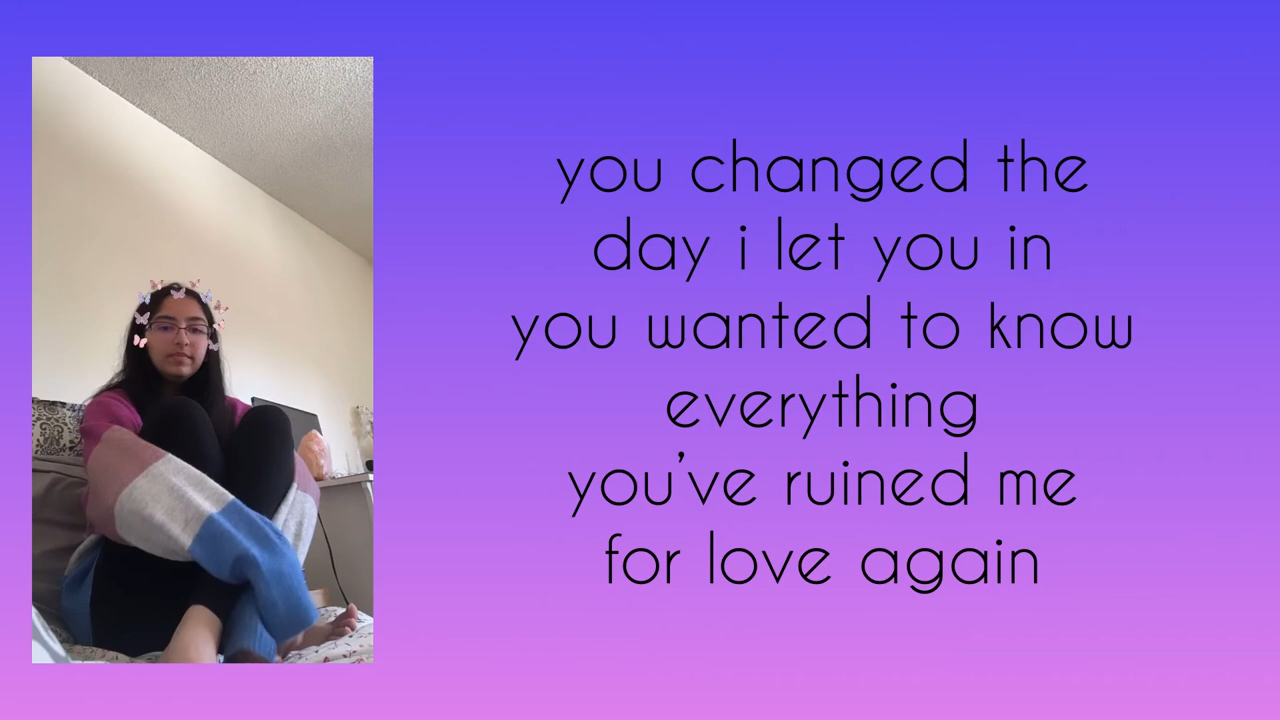 you changed the
day i let you in
you wanted to know
everything
you’ve ruined me
for love again